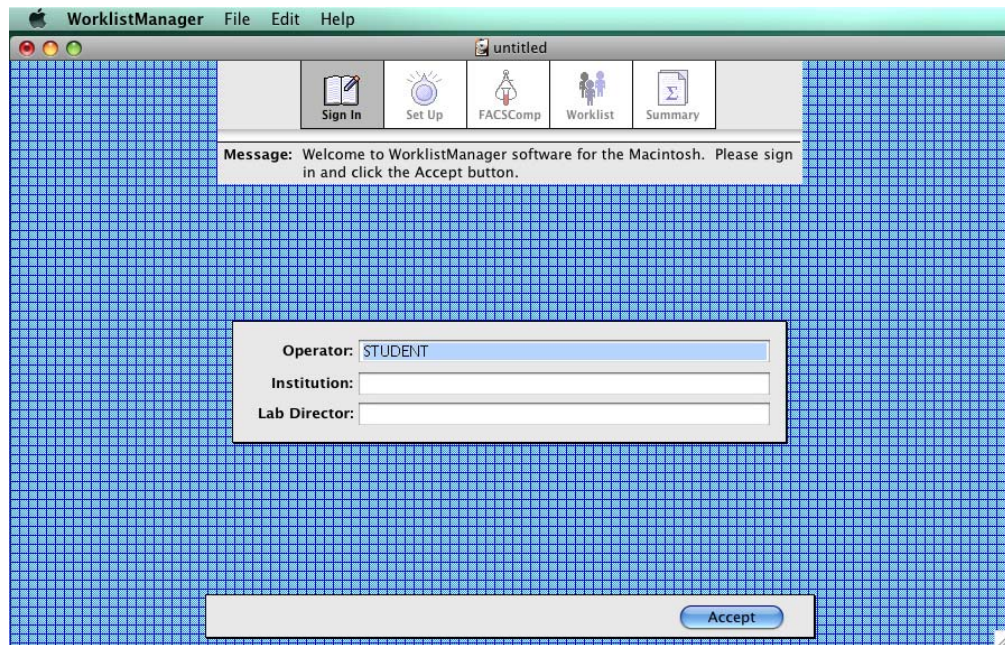 WorklistManager File Edit Help
untitled
Sign In Set Up FACSComp Worklist Summary
Message: Welcome to WorklistManager software for the Macintosh. Please sign
in and click the Accept button.
Operator: STUDENT
Institution:
Lab Director:
Accept